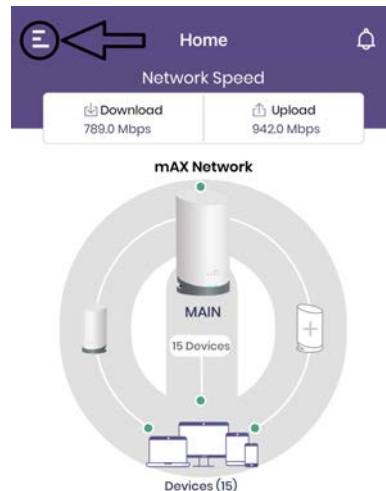 Home
Network Speed
Download
789.0 Mbps
Upload
942.0 Mbps
mAX Network
MAIN
15 Devices
Devices (15)